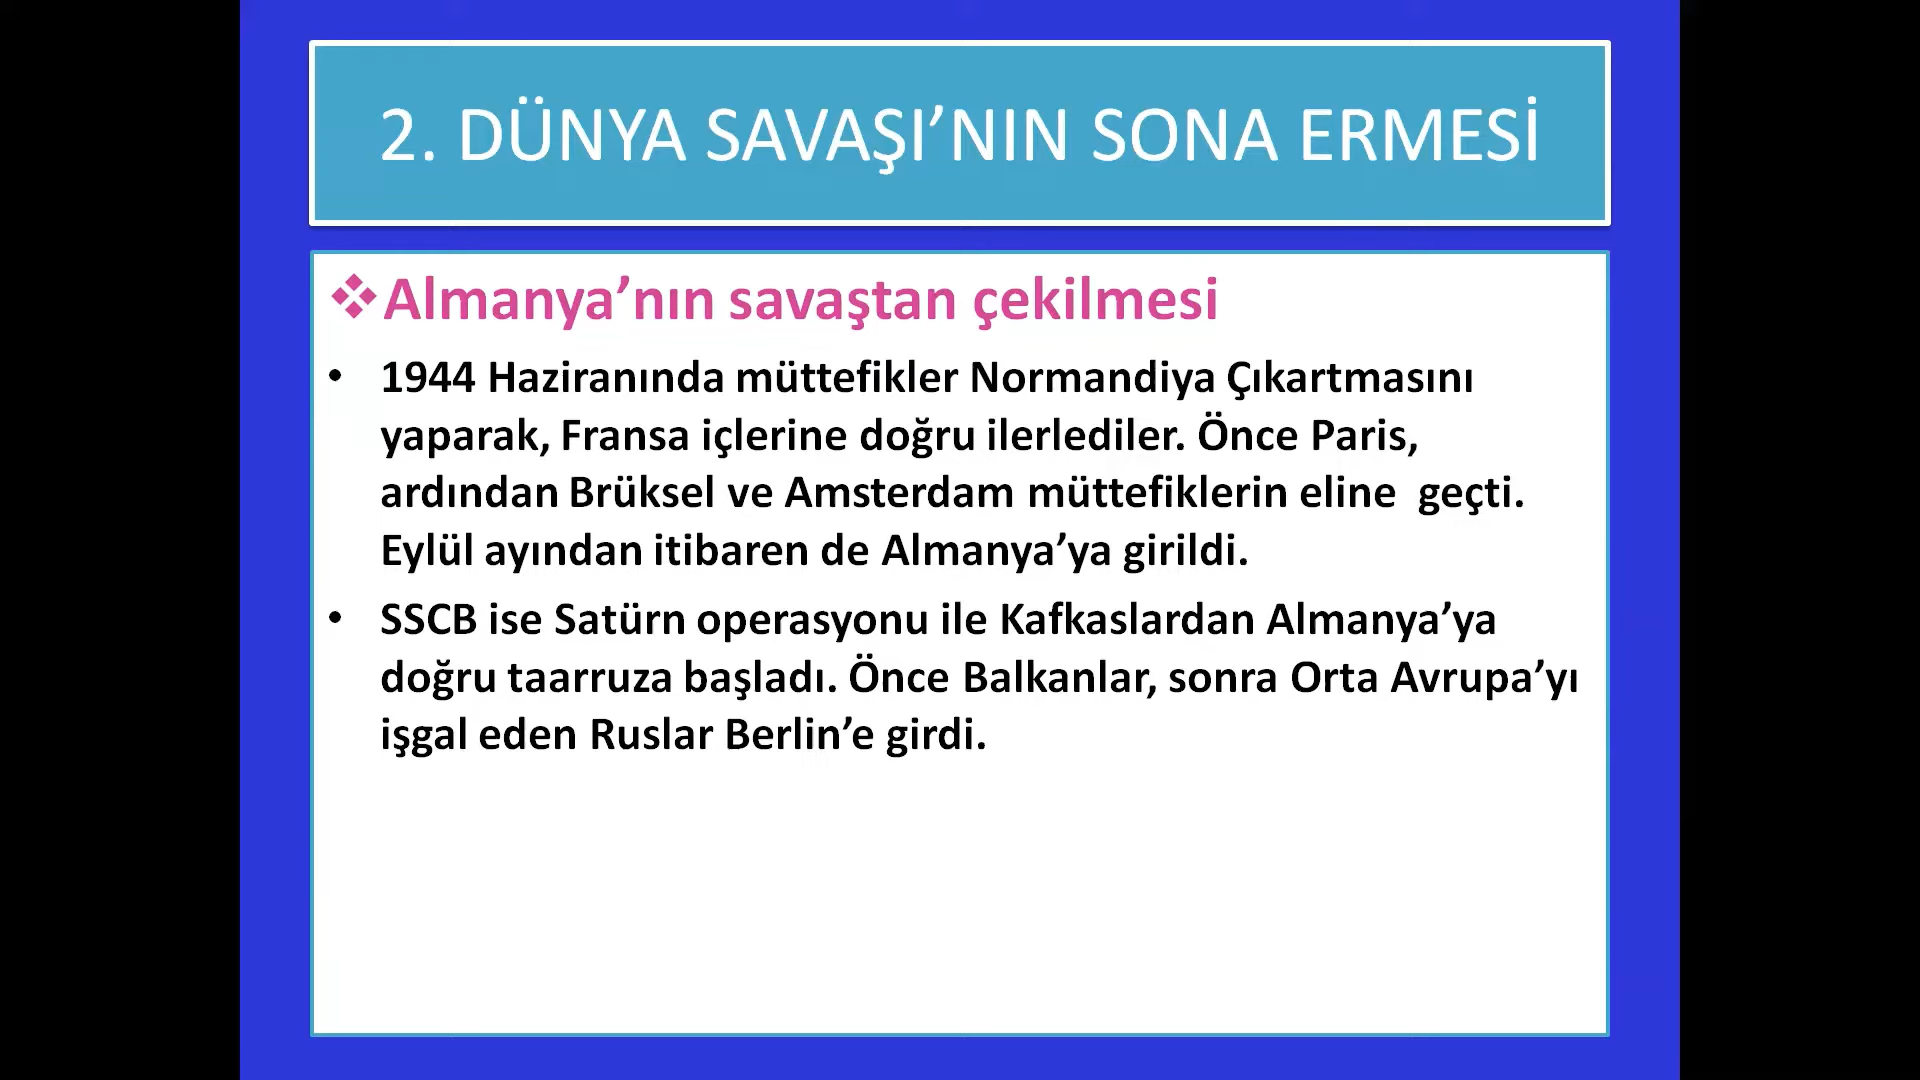 2. DÜNYA SAVAŞI’NIN SONA ERMESİ
❖Almanya’nın savaştan çekilmesi
• 1944 Haziranında müttefikler Normandiya Çıkartmasını
yaparak, Fransa içlerine doğru ilerlediler. Önce Paris,
ardından Brüksel ve Amsterdam müttefiklerin eline  geçti.
Eylül ayından itibaren de Almanya’ya girildi.
• SSCB ise Satürn operasyonu ile Kafkaslardan Almanya’ya
doğru taarruza başladı. Önce Balkanlar, sonra Orta Avrupa’yı
işgal eden Ruslar Berlin’e girdi.